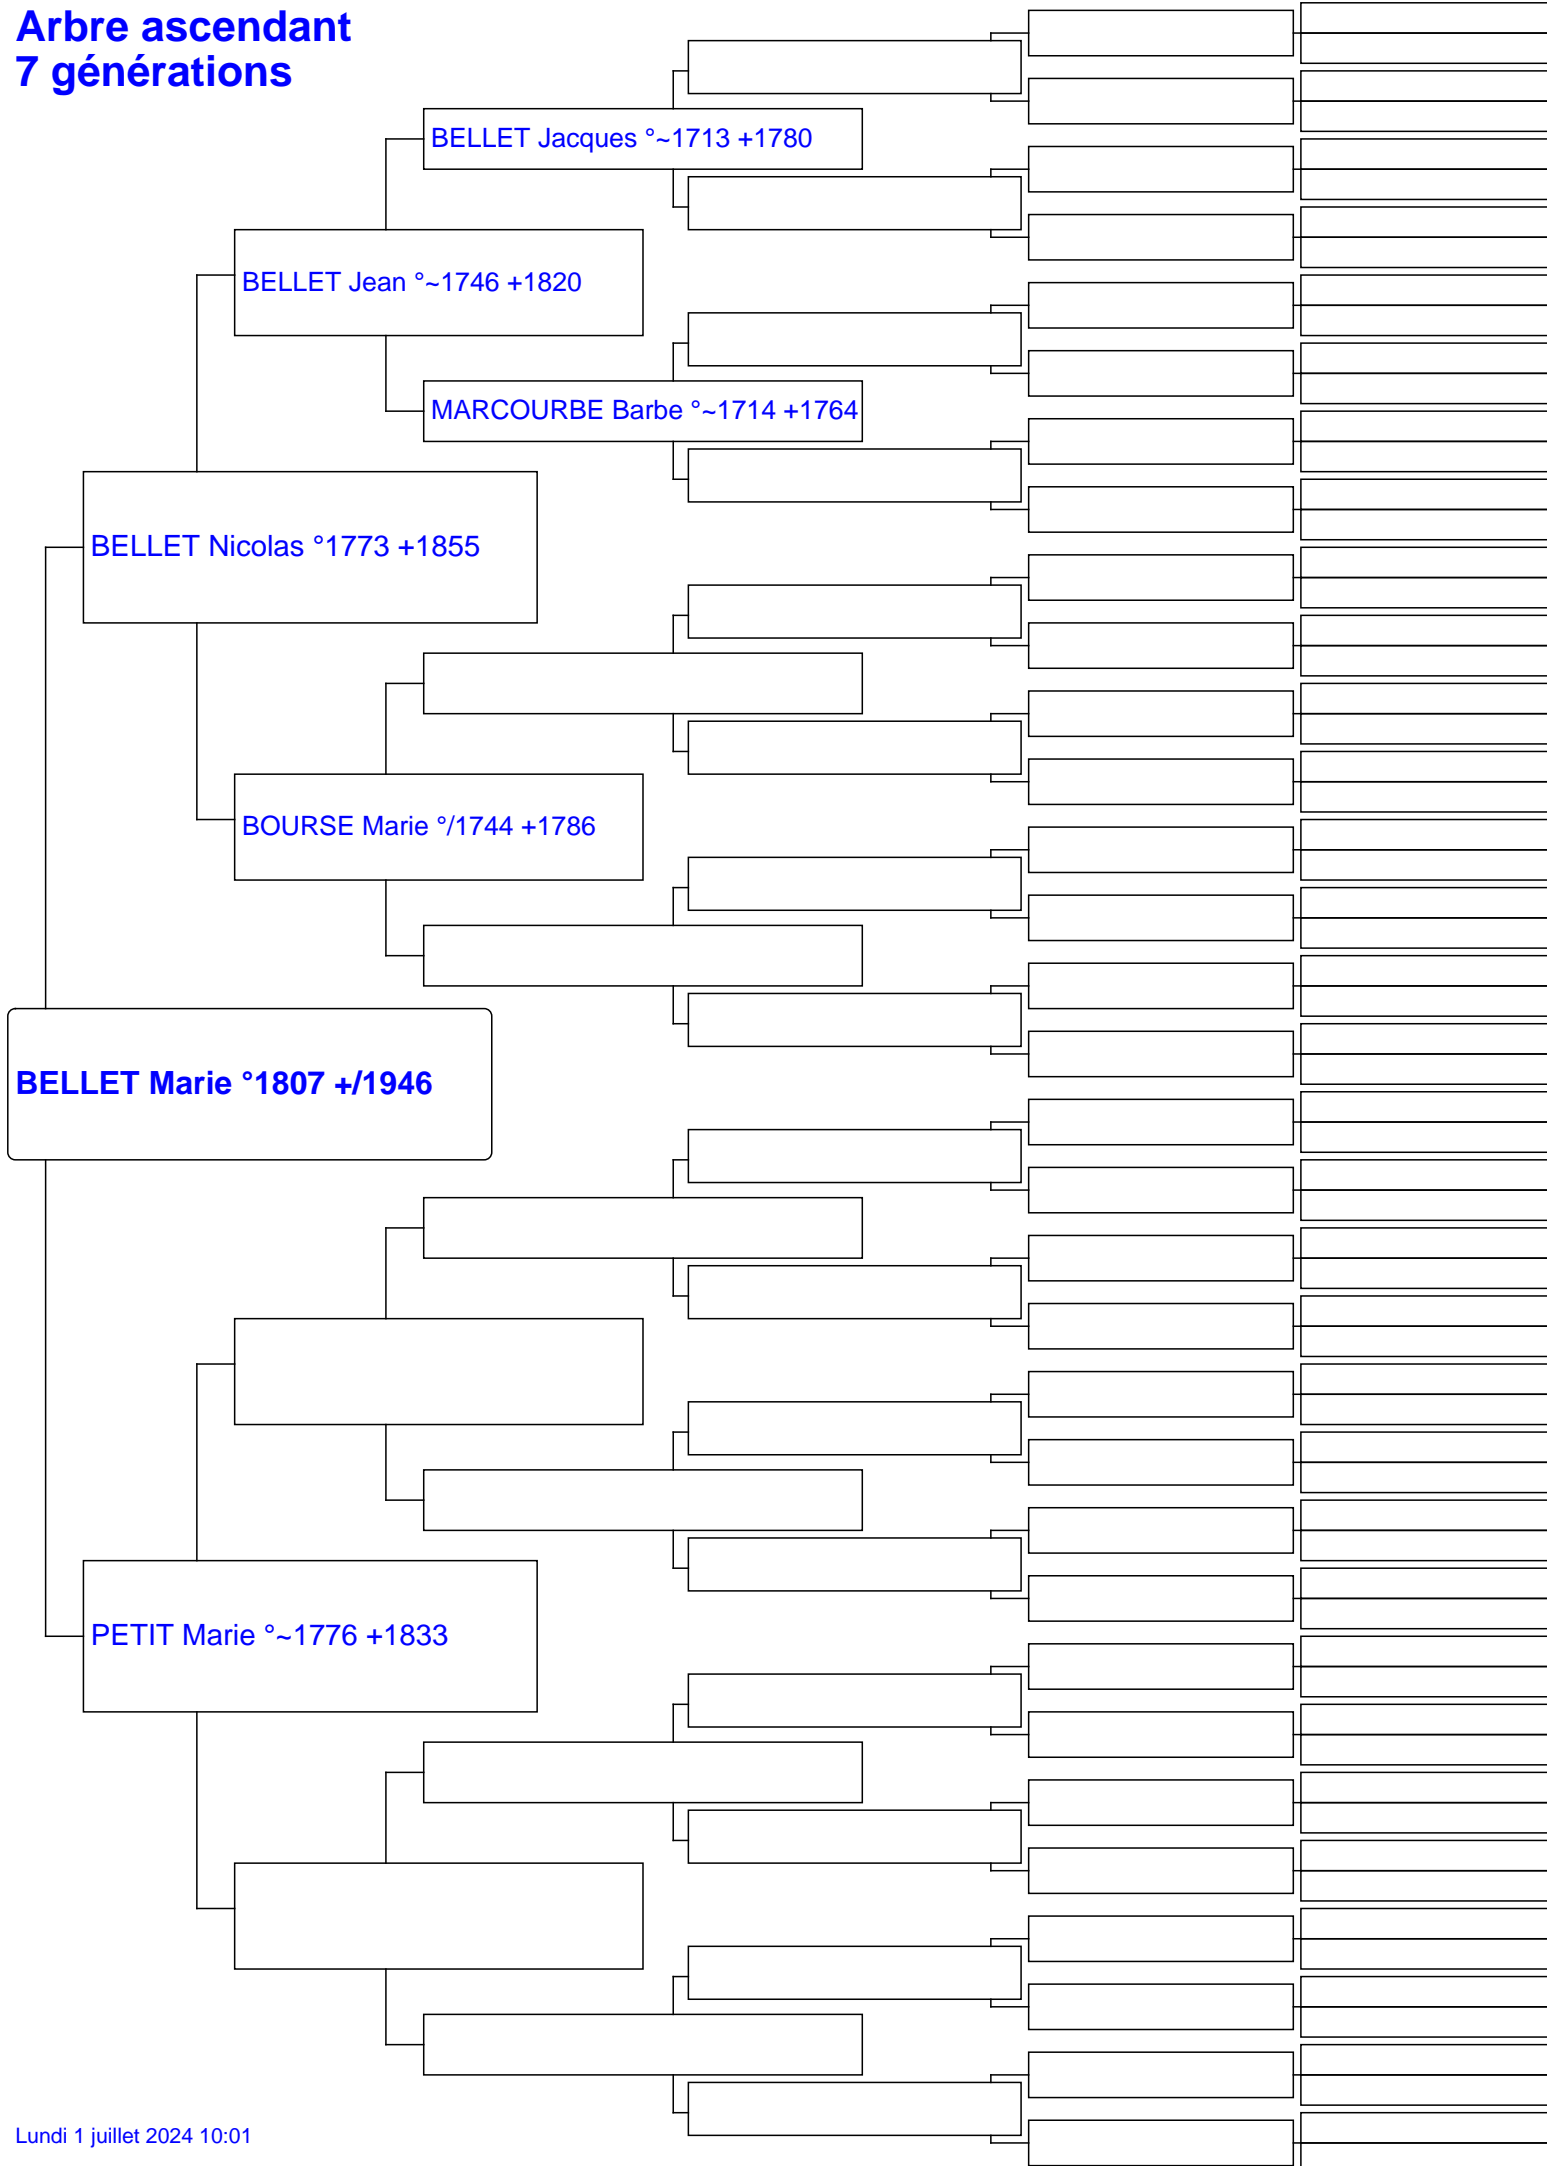 Arbre ascendant
7 générations
BELLET Jacques °~1713 +1780
BELLET Jean °~1746 +1820
MARCOURBE Barbe °~1714 +1764
BELLET Nicolas °1773 +1855
BOURSE Marie °/1744 +1786
BELLET Marie °1807 +/1946
PETIT Marie °~1776 +1833
Lundi 1 juillet 2024 10:01